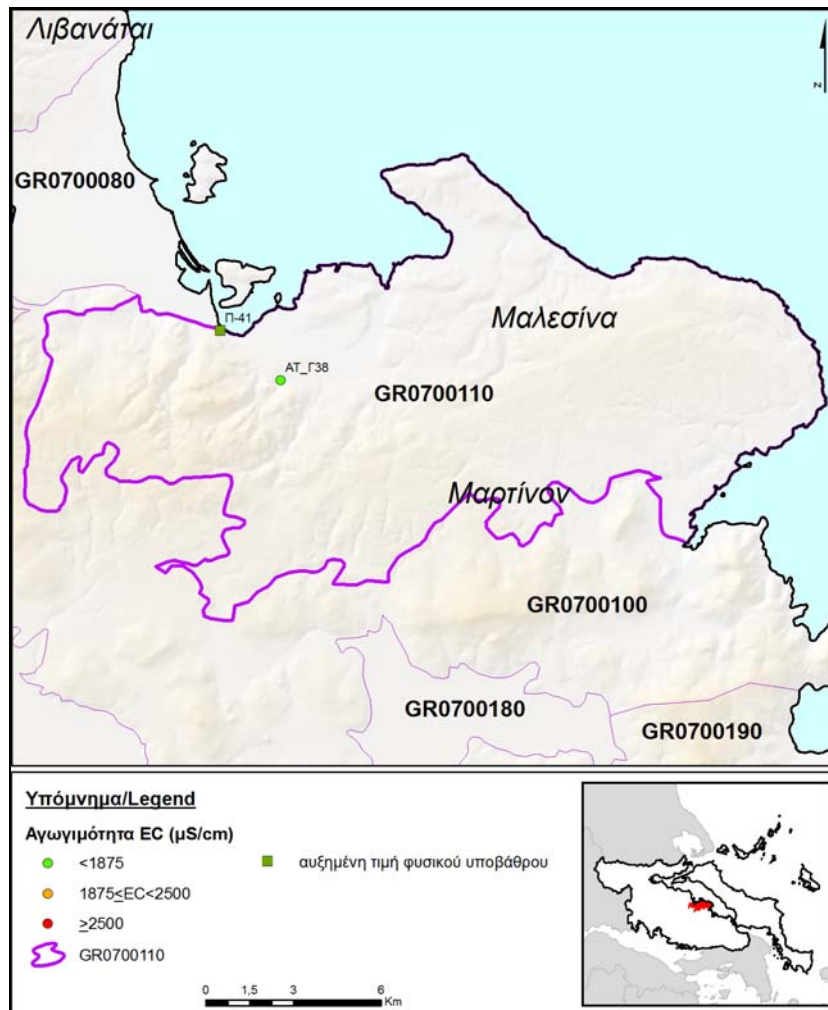 Λιβανάται
N
GR0700080
Π-41
Μαλεσίνα
ΑΤ_Γ38
GR0700110
Μαρτίνον
GR0700100
GR0700180
GR0700190
Υπόμνημα/Legend
Αγωγιμότητα EC (μS/cm)
<1875
αυξημένη τιμή φυσικού υποβάθρου
1875≤EC<2500
≥2500
GR0700110
0 1,5 3 6
Km